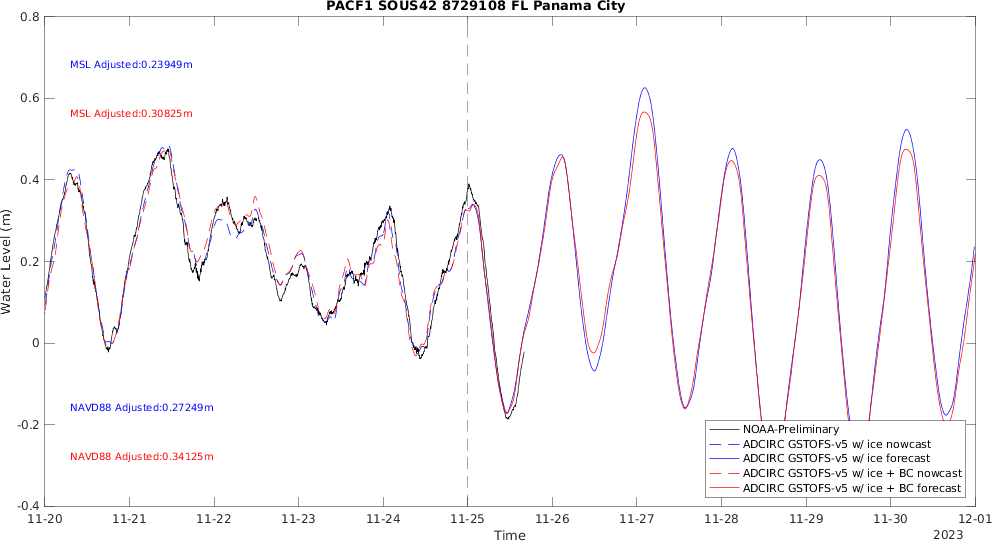 PACF1 SOUS42 8729108 FL Panama City
0.8
0.6
0.4
0.2
0
-0.2
-0.4
Water Level (m)
MSL Adjusted:0.23949m
MSL Adjusted:0.30825m
NAVD88 Adjusted:0.27249m
NAVD88 Adjusted:0.34125m
NOAA-Preliminary
ADCIRC GSTOFS-v5 w/ ice nowcast
ADCIRC GSTOFS-v5 w/ ice forecast
ADCIRC GSTOFS-v5 w/ ice + BC nowcast
ADCIRC GSTOFS-v5 w/ ice + BC forecast
11-20 11-21 11-22 11-23 11-24 11-25 11-26 11-27 11-28 11-29 11-30 12-01
Time
2023